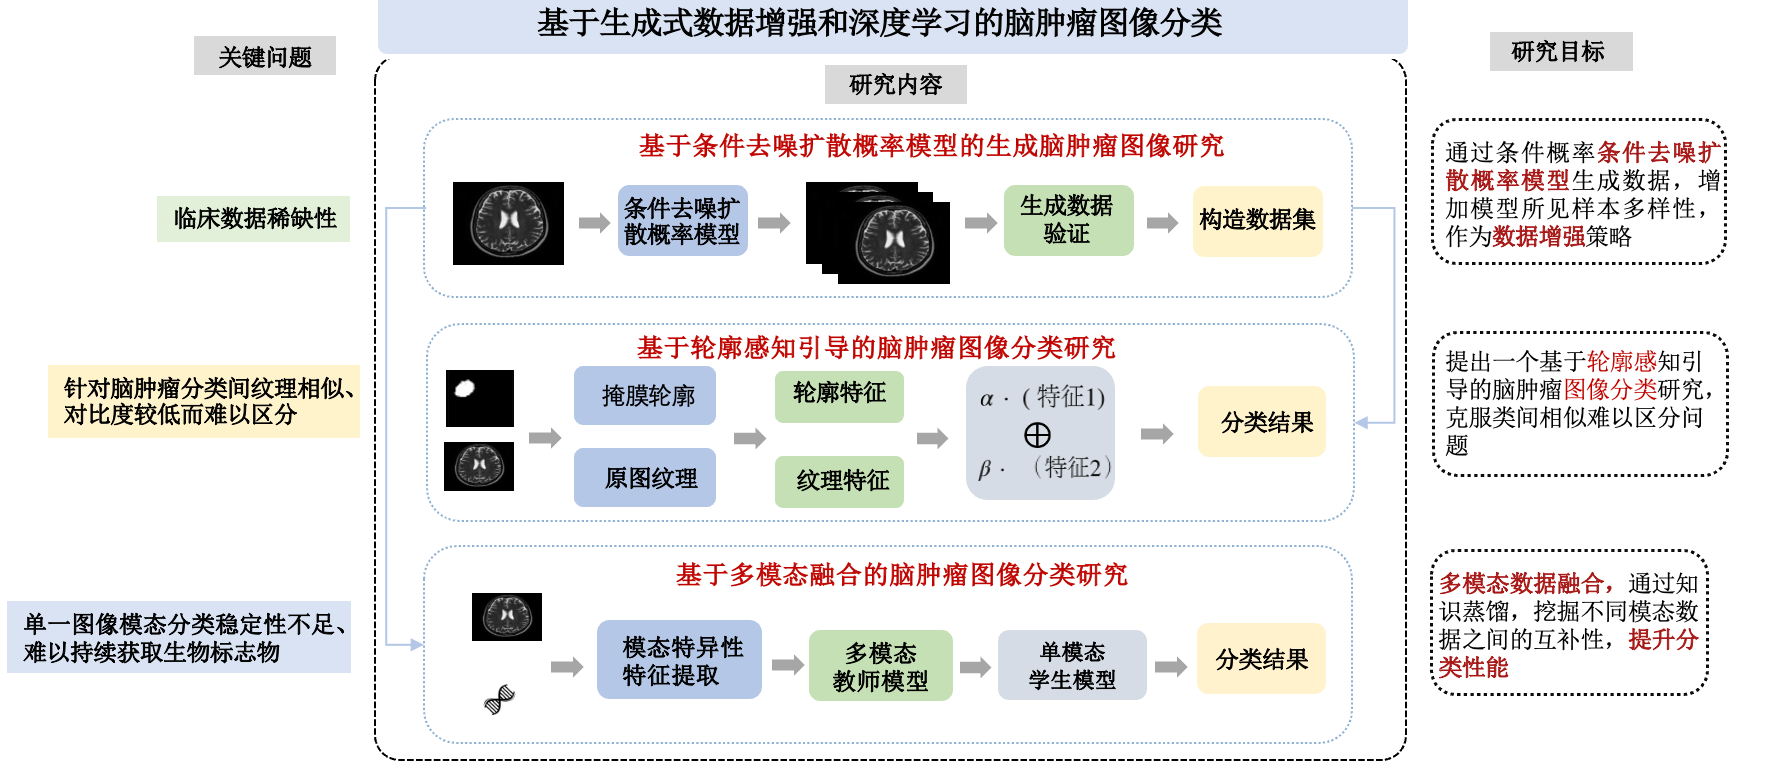 基于生成式数据增强和深度学习的脑肿瘤图像分类
关键问题
研究内容
研究目标
基于条件去噪扩散概率模型的生成脑肿瘤图像研究
临床数据稀缺性
条件去噪扩
散概率模型
生成数据
验证
构造数据集
通过条件概率条件去噪扩
散概率模型生成数据，增
加模型所见样本多样性，
作为数据增强策略
基于轮廓感知引导的脑肿瘤图像分类研究
针对脑肿瘤分类间纹理相似、
对比度较低而难以区分
掩膜轮廓
原图纹理
轮廓特征
纹理特征
α · ( 特征1)
⊕
β · （特征2）
分类结果
提出一个基于轮廓感知引
导的脑肿瘤图像分类研究，
克服类间相似难以区分问
题
基于多模态融合的脑肿瘤图像分类研究
单一图像模态分类稳定性不足、
难以持续获取生物标志物
模态特异性
特征提取
多模态
教师模型
单模态
学生模型
分类结果
多模态数据融合，通过知
识蒸馏，挖掘不同模态数
据之间的互补性，提升分
类性能